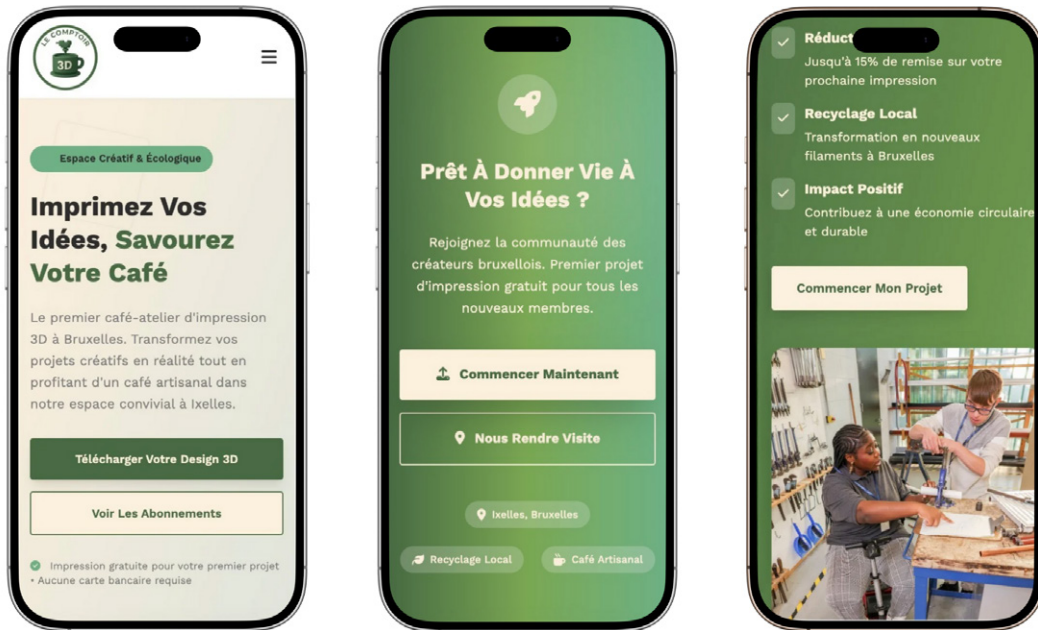 LE COMPTOIR
3D
Espace Créatif & Écologique
Imprimez Vos
Idées, Savourez
Votre Café
Le premier café-atelier d'impression
3D à Bruxelles. Transformez vos
projets créatifs en réalité tout en
profitant d'un café artisanal dans
notre espace convivial à Ixelles.
Télécharger Votre Design 3D
Voir Les Abonnements
Impression gratuite pour votre premier projet
• Aucune carte bancaire requise
Prêt À Donner Vie À
Vos Idées ?
Rejoignez la communauté des
créateurs bruxellois. Premier projet
d'impression gratuit pour tous les
nouveaux membres.
Commencer Maintenant
Nous Rendre Visite
Ixelles, Bruxelles
Recyclage Local
Café Artisanal
Réduct
Jusqu'à 15% de remise sur votre
prochaine impression
Recyclage Local
Transformation en nouveaux
filaments à Bruxelles
Impact Positif
Contribuez à une économie circulaire
et durable
Commencer Mon Projet